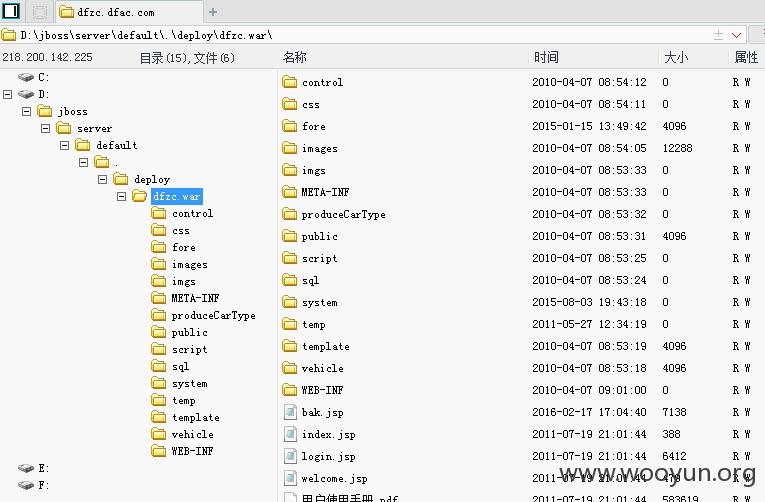 dfzc.dfac.com
D:\jboss\server\default\.\deploy\dfzc.war\
218.200.142.225 目录(15),文件(6) 名称 时间 大小 属性
C:
D:
jboss
server
default
.
deploy
dfzc.war
control
css
fore
images
imgs
META-INF
produceCarType
public
script
sql
system
temp
template
vehicle
WEB-INF
E:
F:
control 2010-04-07 08:54:12 0 R W
css 2010-04-07 08:54:11 0 R W
fore 2015-01-15 13:49:42 4096 R W
images 2010-04-07 08:54:05 12288 R W
imgs 2010-04-07 08:53:33 0 R W
META-INF 2010-04-07 08:53:33 0 R W
produceCarType 2010-04-07 08:53:32 0 R W
public 2010-04-07 08:53:31 4096 R W
script 2010-04-07 08:53:25 0 R W
sql 2010-04-07 08:53:24 0 R W
system 2015-08-03 19:43:18 0 R W
temp 2011-05-27 12:34:19 0 R W
template 2010-04-07 08:53:19 4096 R W
vehicle 2010-04-07 08:53:18 4096 R W
WEB-INF 2010-04-07 09:01:00 0 R W
bak.jsp 2016-02-17 17:04:40 7138 R W
index.jsp 2011-07-19 21:01:44 388 R W
login.jsp 2011-07-19 21:01:44 6412 R W
welcome.jsp 2011-07-19 21:01:44 R W
用户使用手册.pdf 2011-07-19 21:01:44 583619 R W
www.wooyun.org